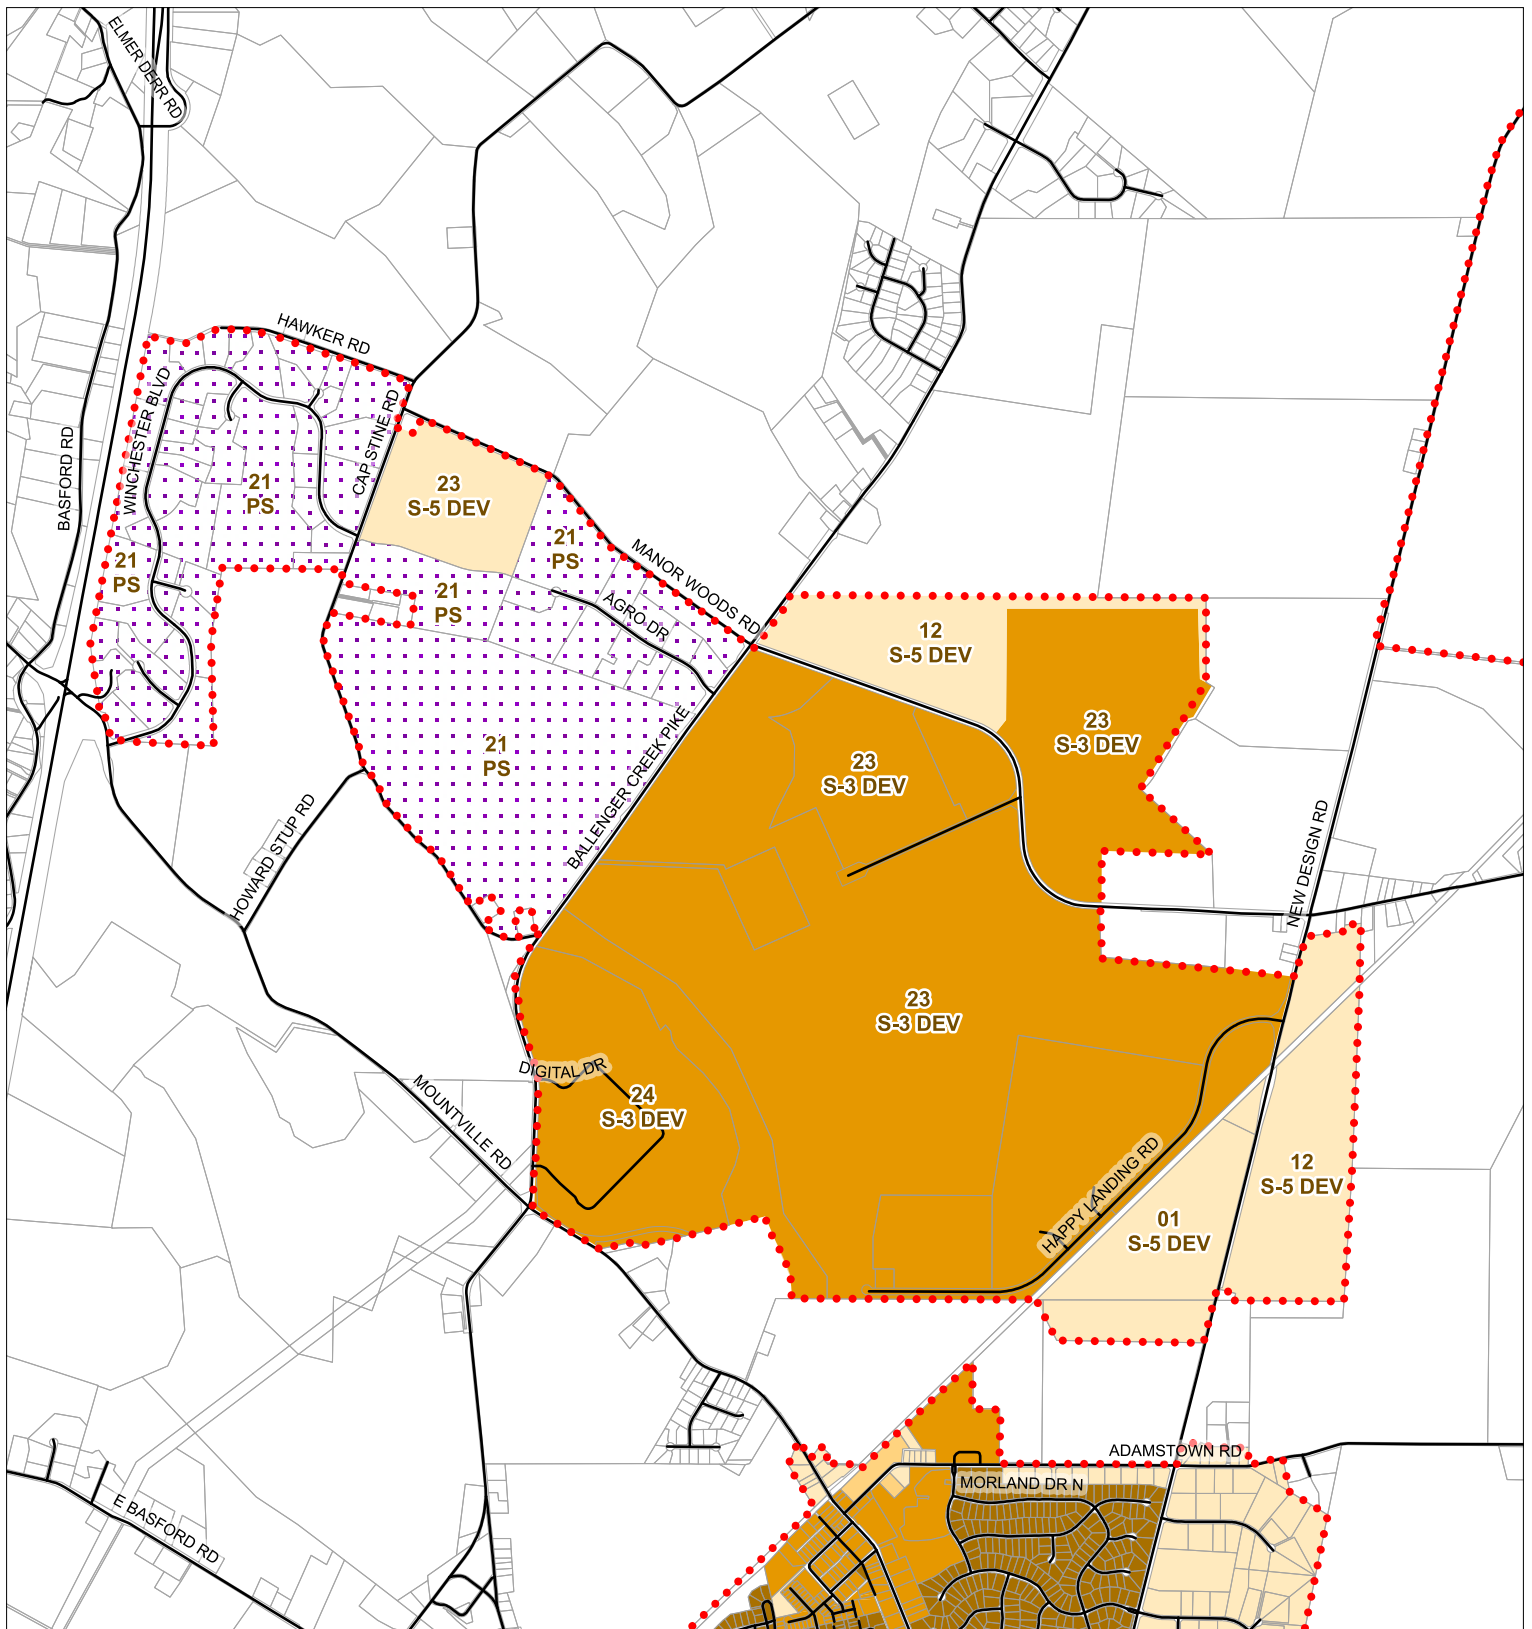 ELMER DERR RD
HAWKER RD
WINCHESTER BLVD
CAP STINE RD
BASFORD RD
21
PS
23
S-5 DEV
21
PS
21
PS
21
PS
MANOR WOODS RD
AGRO DR
12
S-5 DEV
23
S-3 DEV
21
PS
BALLENGER CREEK PIKE
23
S-3 DEV
HOWARD STUP RD
NEW DESIGN RD
23
S-3 DEV
DIGITAL DR
24
S-3 DEV
MOUNTVILLE RD
HAPPY LANDING RD
12
S-5 DEV
01
S-5 DEV
ADAMSTOWN RD
MORLAND DR N
E BASFORD RD